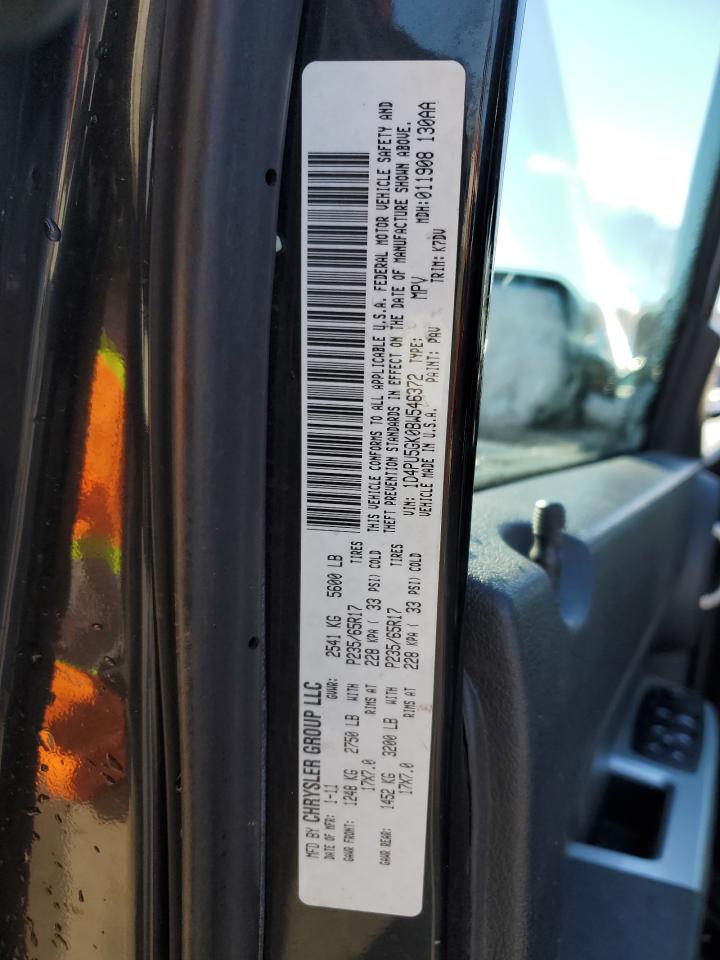 MFD BY CHRYSLER GROUP LLC
DATE OF MFR: 1-11 GVWR: 2541 KG 5600 LB
GAWR FRONT: 1248 KG 2750 LB WITH P235/65R17 TIRES
17X7.0 RIMS AT 228 KPA ( 33 PSI) COLD
GAWR REAR: 1452 KG 3200 LB WITH P235/65R17 TIRES
17X7.0 RIMS AT 228 KPA ( 33 PSI) COLD
THIS VEHICLE CONFORMS TO ALL APPLICABLE U.S.A. FEDERAL MOTOR VEHICLE SAFETY AND
THEFT PREVENTION STANDARDS IN EFFECT ON THE DATE OF MANUFACTURE SHOWN ABOVE.
VIN: 1D4PU5GK0BW546372 TYPE: MPV MDH:011908 130AA
VEHICLE MADE IN U.S.A. PAINT: PAV TRIM: K7DV